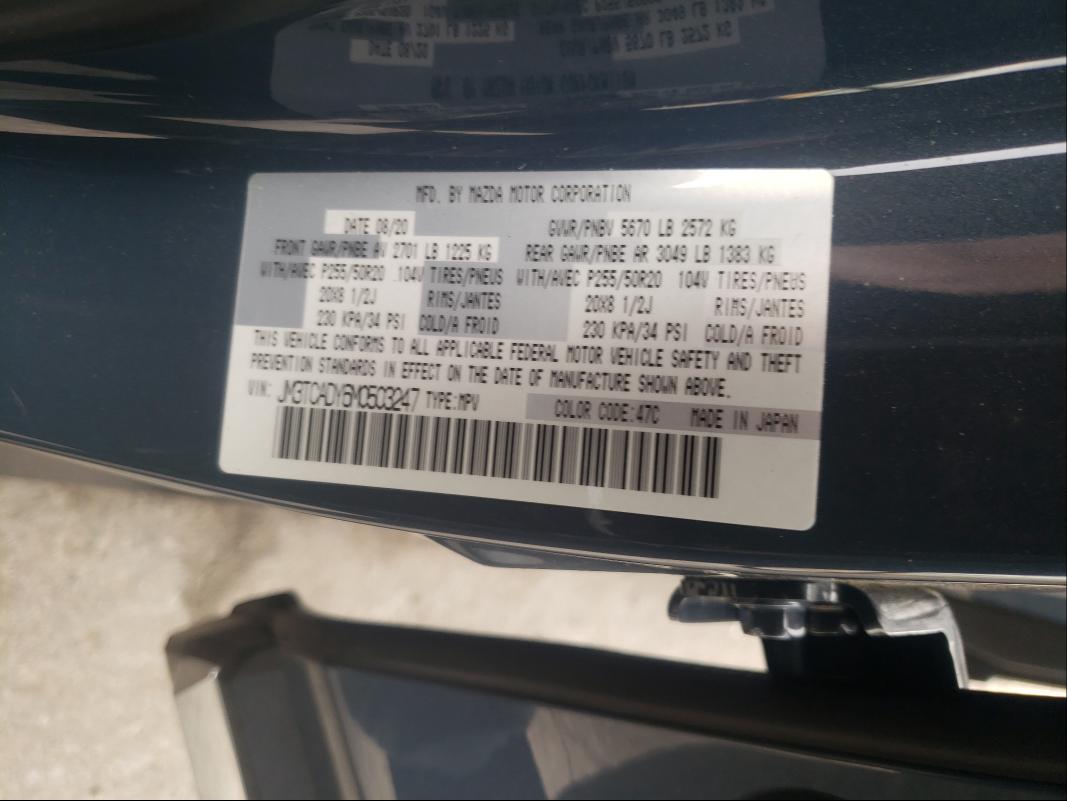 MFD. BY MAZDA MOTOR CORPORATION
DATE 08/20 GVWR/PNBV 5670 LB 2572 KG
FRONT GAWR/PNBE AV 2701 LB 1225 KG REAR GAWR/PNBE AR 3049 LB 1383 KG
WITH/AVEC P255/50R20 104V TIRES/PNEUS WITH/AVEC P255/50R20 104V TIRES/PNEUS
20X8 1/2J RIMS/JANTES 20X8 1/2J RIMS/JANTES
230 KPA/34 PSI COLD/A FROID 230 KPA/34 PSI COLD/A FROID
THIS VEHICLE CONFORMS TO ALL APPLICABLE FEDERAL MOTOR VEHICLE SAFETY AND THEFT
PREVENTION STANDARDS IN EFFECT ON THE DATE OF MANUFACTURE SHOWN ABOVE.
VIN: JM3TCADY6M0503247 TYPE:MPV COLOR CODE:47C MADE IN JAPAN